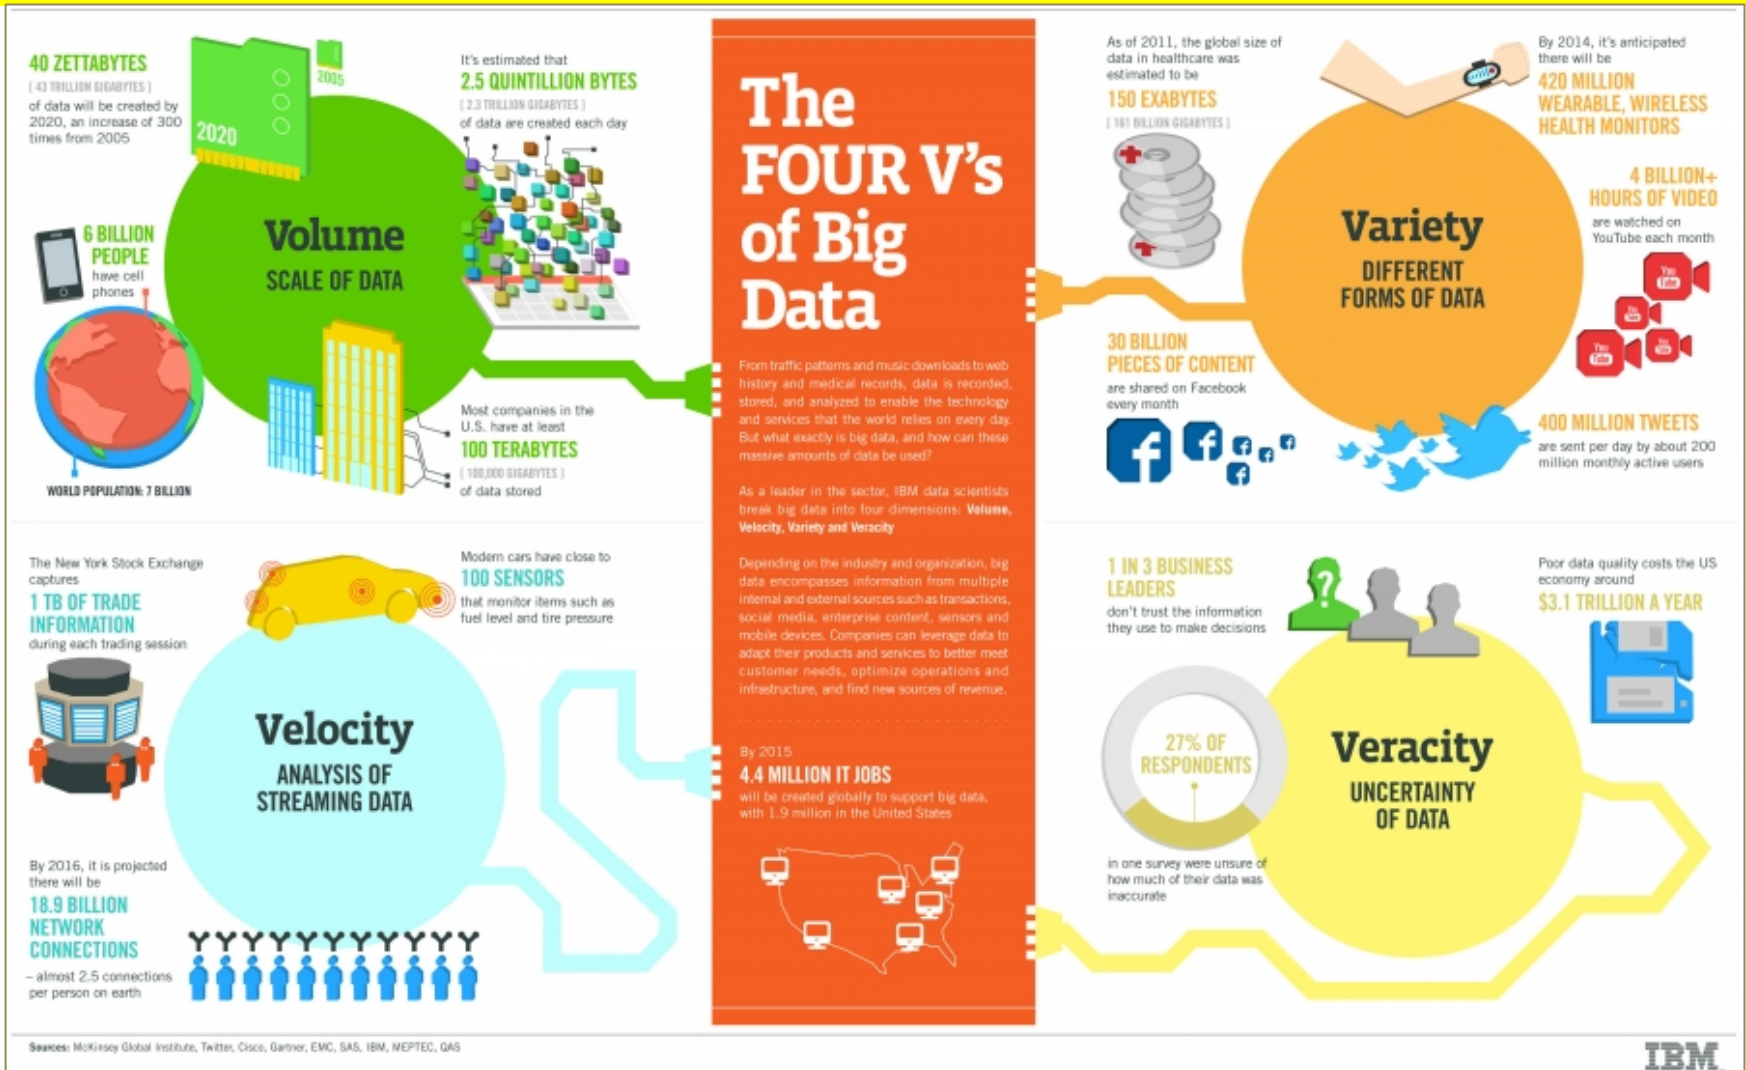 40 ZETTABYTES
[ 43 TRILLION GIGABYTES ]
of data will be created by
2020, an increase of 300
times from 2005
2020
2005
It's estimated that
2.5 QUINTILLION BYTES
[ 2.3 TRILLION GIGABYTES ]
of data are created each day
6 BILLION
PEOPLE
have cell
phones
WORLD POPULATION: 7 BILLION
Volume
SCALE OF DATA
Most companies in the
U.S. have at least
100 TERABYTES
[ 100,000 GIGABYTES ]
of data stored
The New York Stock Exchange
captures
1 TB OF TRADE
INFORMATION
during each trading session
Modern cars have close to
100 SENSORS
that monitor items such as
fuel level and tire pressure
Velocity
ANALYSIS OF
STREAMING DATA
By 2016, it is projected
there will be
18.9 BILLION
NETWORK
CONNECTIONS
– almost 2.5 connections
per person on earth
The
FOUR V's
of Big
Data
From traffic patterns and music downloads to web
history and medical records, data is recorded,
stored, and analyzed to enable the technology
and services that the world relies on every day.
But what exactly is big data, and how can these
massive amounts of data be used?
As a leader in the sector, IBM data scientists
break big data into four dimensions: Volume,
Velocity, Variety and Veracity
Depending on the industry and organization, big
data encompasses information from multiple
internal and external sources such as transactions,
social media, enterprise content, sensors and
mobile devices. Companies can leverage data to
adapt their products and services to better meet
customer needs, optimize operations and
infrastructure, and find new sources of revenue.
By 2015
4.4 MILLION IT JOBS
will be created globally to support big data,
with 1.9 million in the United States
As of 2011, the global size of
data in healthcare was
estimated to be
150 EXABYTES
[ 161 BILLION GIGABYTES ]
By 2014, it's anticipated
there will be
420 MILLION
WEARABLE, WIRELESS
HEALTH MONITORS
4 BILLION+
HOURS OF VIDEO
are watched on
YouTube each month
You
Tube
You
Tube
You
Tube
You
Tube
Variety
DIFFERENT
FORMS OF DATA
30 BILLION
PIECES OF CONTENT
are shared on Facebook
every month
f
f
f
f
f
f
400 MILLION TWEETS
are sent per day by about 200
million monthly active users
1 IN 3 BUSINESS
LEADERS
don't trust the information
they use to make decisions
?
Poor data quality costs the US
economy around
$3.1 TRILLION A YEAR
27% OF
RESPONDENTS
in one survey were unsure of
how much of their data was
inaccurate
Veracity
UNCERTAINTY
OF DATA
Sources: McKinsey Global Institute, Twitter, Cisco, Gartner, EMC, SAS, IBM, MEPTEC, QAS
IBM